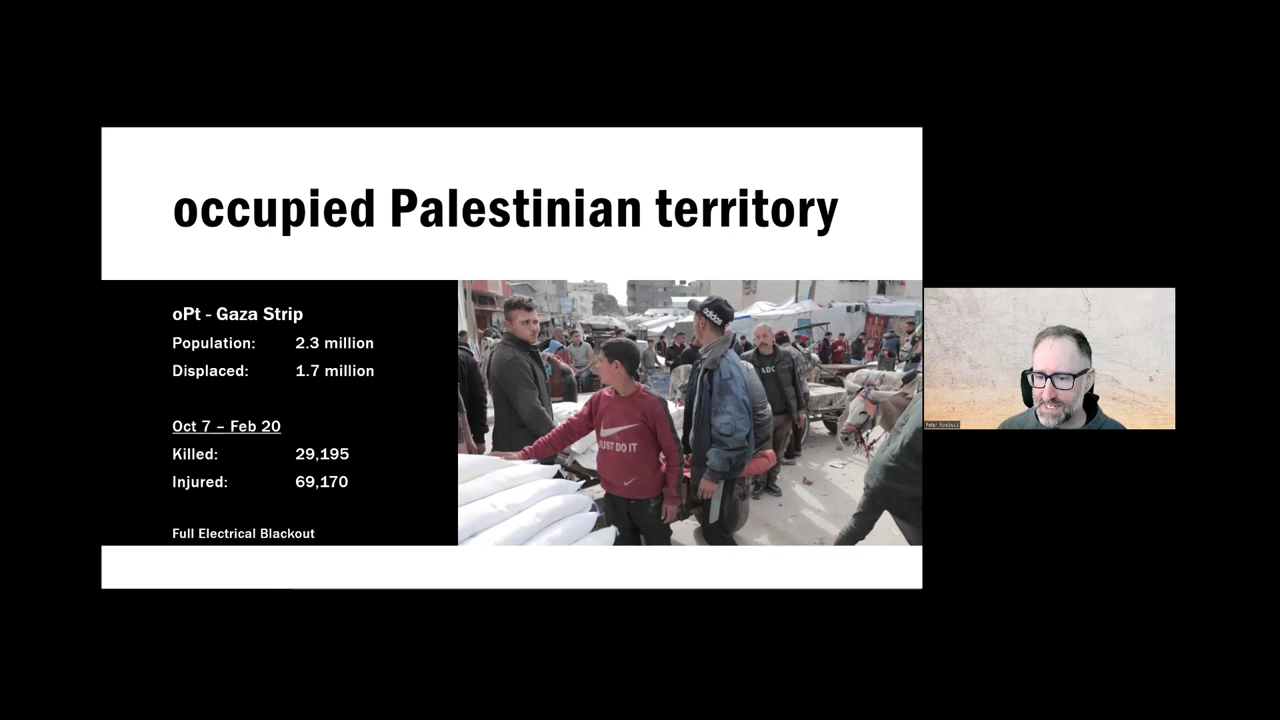 occupied Palestinian territory
oPt - Gaza Strip
Population: 2.3 million
Displaced: 1.7 million
Oct 7 – Feb 20
Killed: 29,195
Injured: 69,170
Full Electrical Blackout
adidas
JUST DO IT
Peter